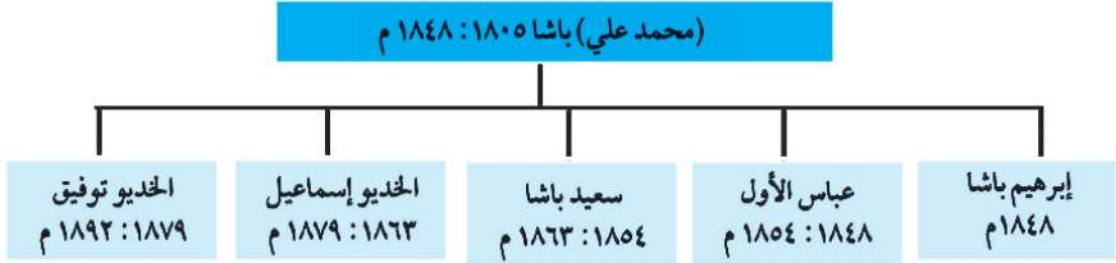 (محمد علي) باشا ١٨٠٥ : ١٨٤٨ م
إبرهيم باشا
١٨٤٨م
عباس الأول
١٨٤٨ : ١٨٥٤ م
سعيد باشا
١٨٥٤ : ١٨٦٣ م
الخديو إسماعيل
١٨٦٣ : ١٨٧٩ م
الخديو توفيق
١٨٧٩ : ١٨٩٢ م